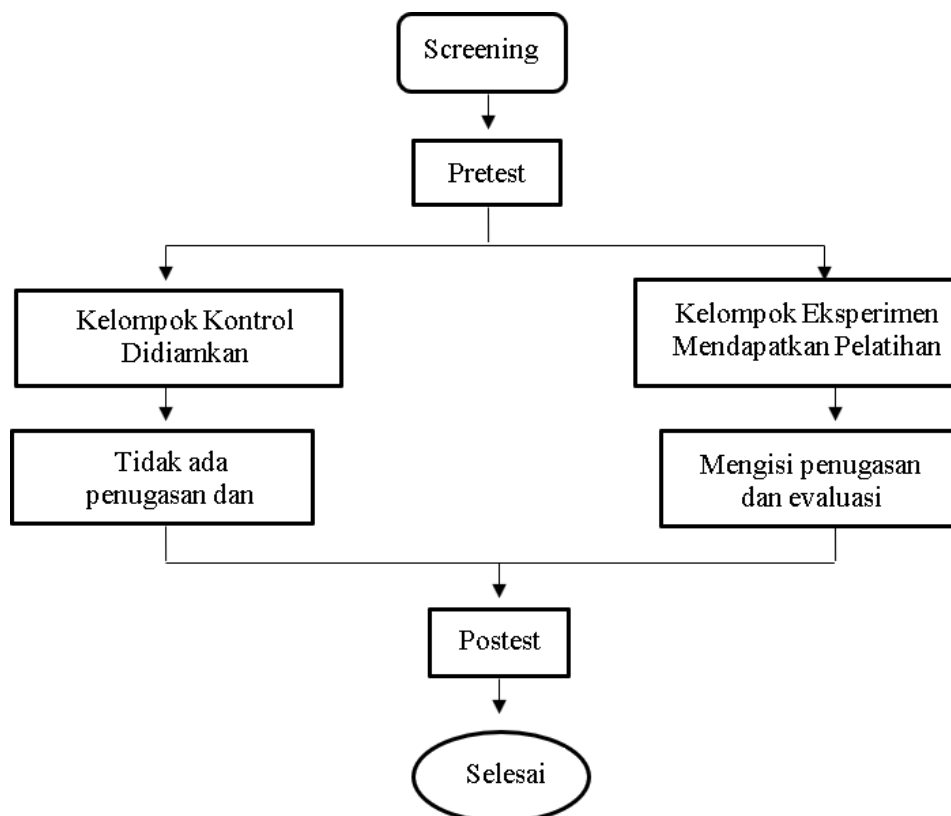 Screening
Pretest
Kelompok Kontrol
Didiamkan
Kelompok Eksperimen
Mendapatkan Pelatihan
Tidak ada
penugasan dan
Mengisi penugasan
dan evaluasi
Postest
Selesai